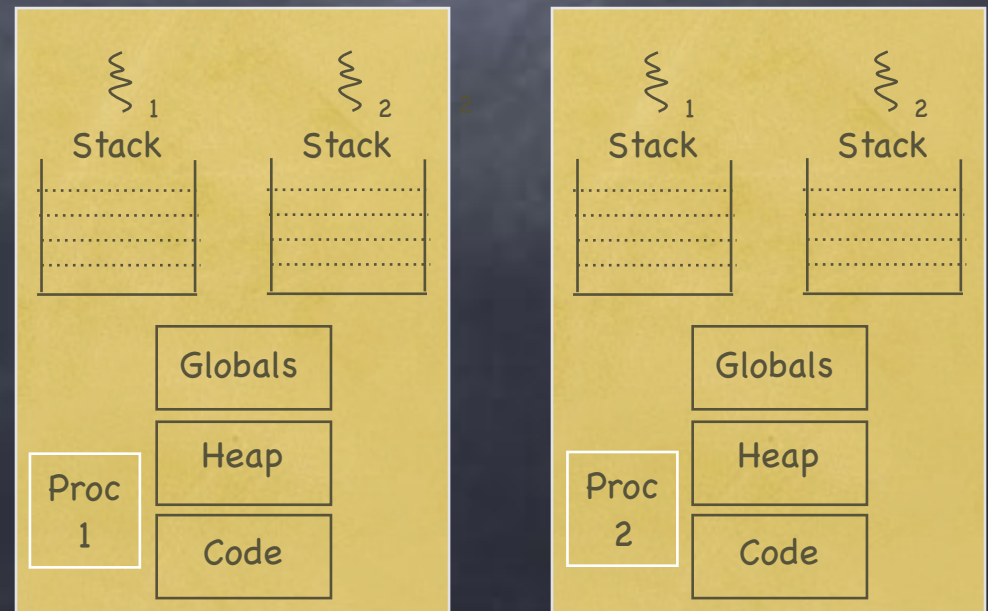 1
2
Stack
Stack
Globals
Heap
Proc
1
Code
1
2
Stack
Stack
Globals
Heap
Proc
2
Code